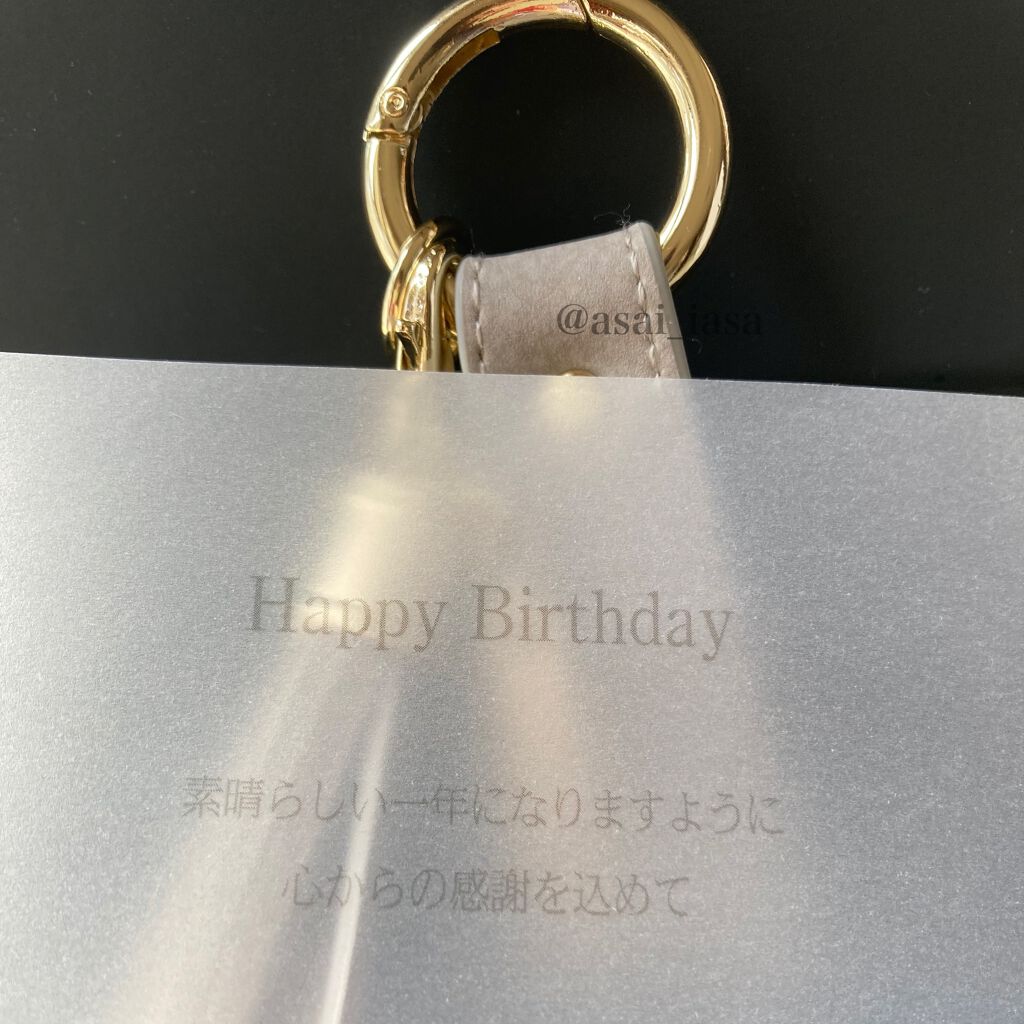 @asai_iasa
Happy Birthday
素晴らしい一年になりますように
心からの感謝を込めて